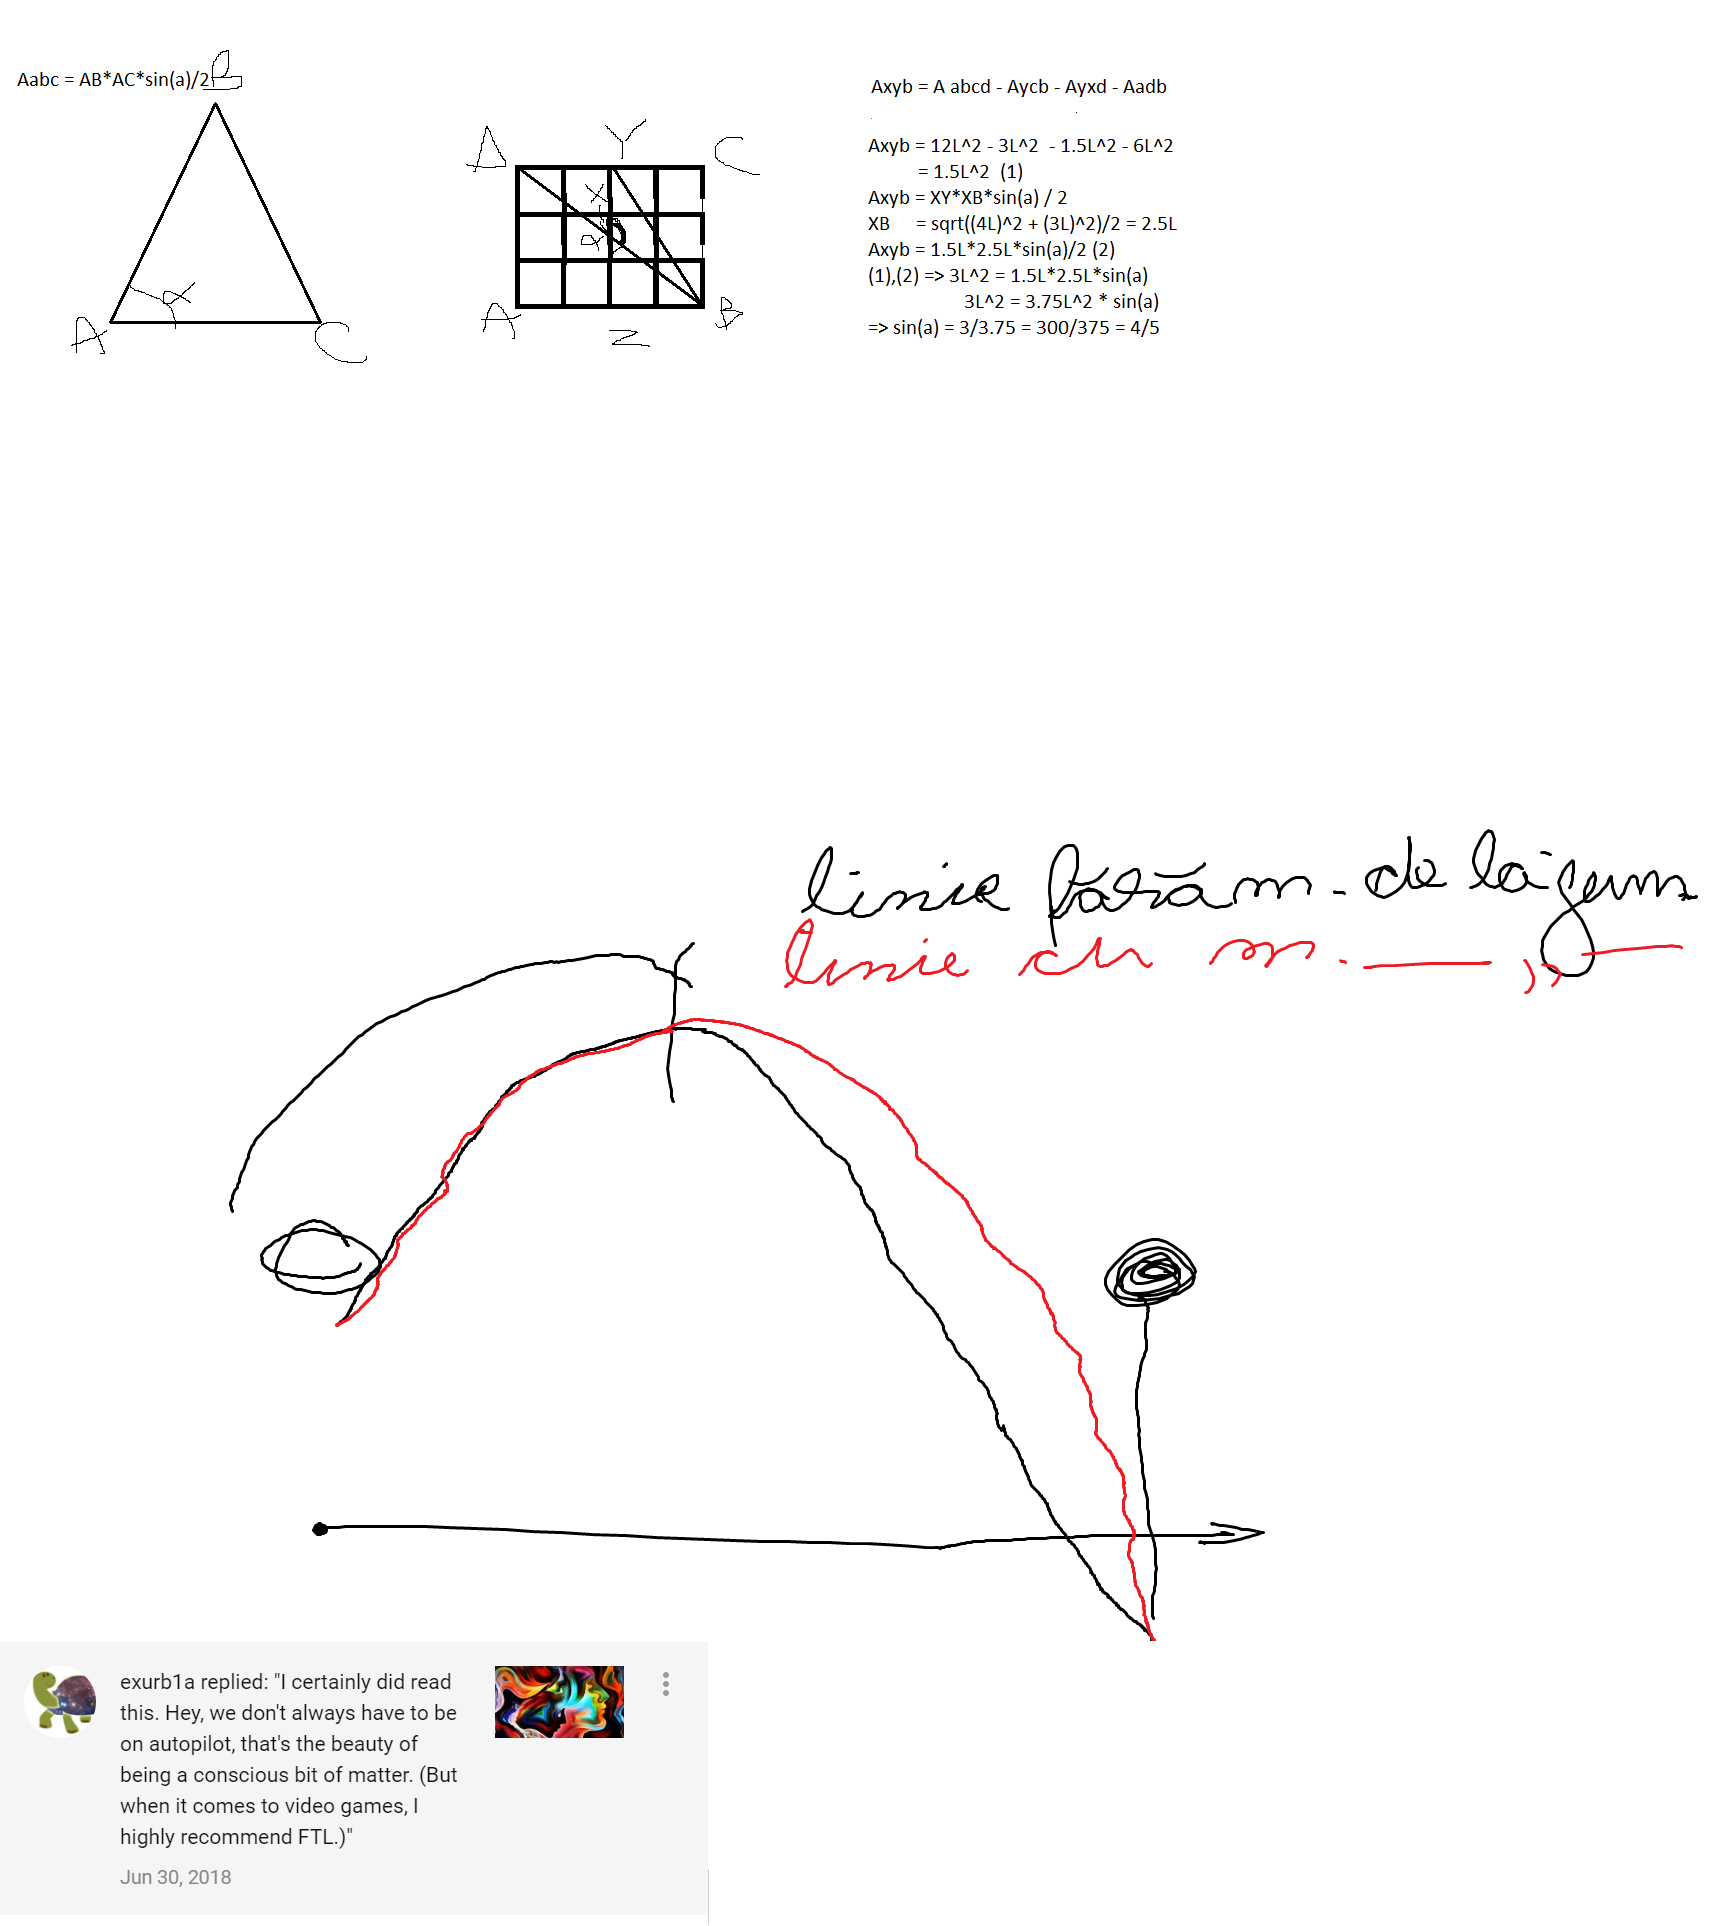 Aabc = AB*AC*sin(a)/2
B
A
α
C
D
Y
C
X
α
A
Z
B
Axyb = A abcd - Aycb - Ayxd - Aadb
Axyb = 12L^2 - 3L^2 - 1.5L^2 - 6L^2
= 1.5L^2 (1)
Axyb = XY*XB*sin(a) / 2
XB = sqrt((4L)^2 + (3L)^2)/2 = 2.5L
Axyb = 1.5L*2.5L*sin(a)/2 (2)
(1),(2) => 3L^2 = 1.5L*2.5L*sin(a)
3L^2 = 3.75L^2 * sin(a)
=> sin(a) = 3/3.75 = 300/375 = 4/5
linie fără m. de
linie cu m. — „ —
exurb1a replied: "I certainly did read
this. Hey, we don't always have to be
on autopilot, that's the beauty of
being a conscious bit of matter. (But
when it comes to video games, I
highly recommend FTL.)"
Jun 30, 2018